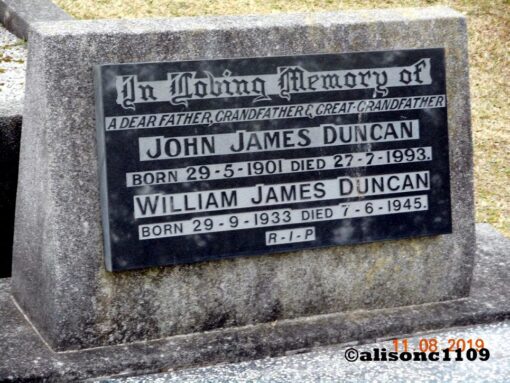 In Loving Memory of
A DEAR FATHER, GRANDFATHER & GREAT-GRANDFATHER
JOHN JAMES DUNCAN
BORN 29-5-1901 DIED 27-7-1993.
WILLIAM JAMES DUNCAN
BORN 29-9-1933 DIED 7-6-1945.
R-I-P
11.08.2019
©alisonc1109